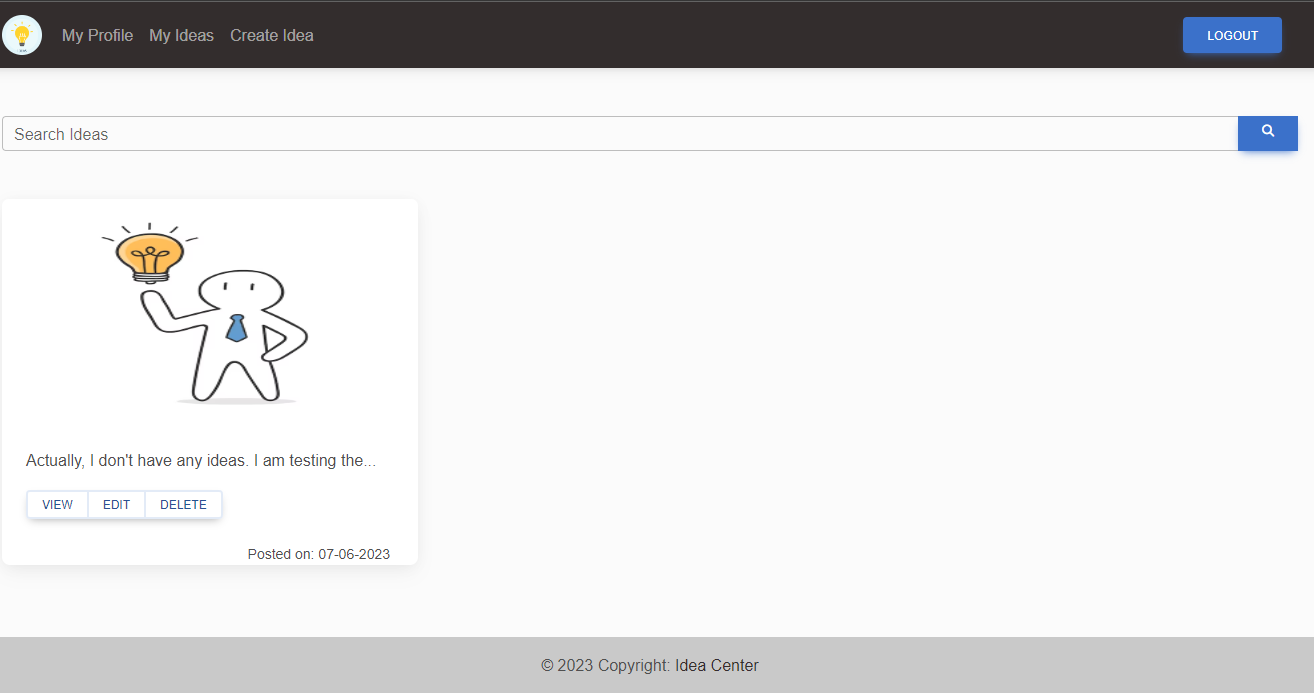 My Profile My Ideas Create Idea LOGOUT
Search Ideas
Actually, I don't have any ideas. I am testing the...
VIEW EDIT DELETE
Posted on: 07-06-2023
© 2023 Copyright: Idea Center